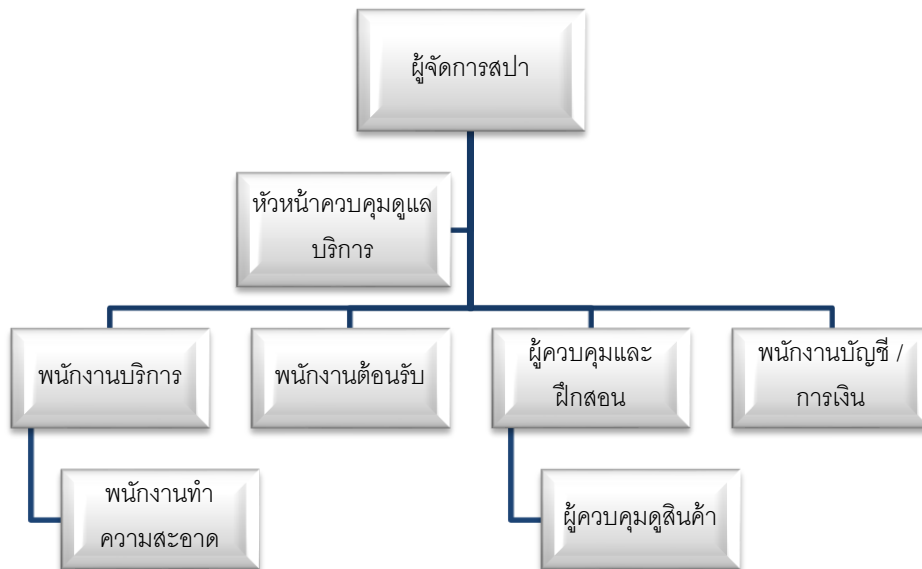 ผู้จัดการสปา
หัวหน้าควบคุมดูแล
บริการ
พนักงานบริการ
พนักงานต้อนรับ
ผู้ควบคุมและ
ฝึกสอน
พนักงานบัญชี /
การเงิน
พนักงานทำ
ความสะอาด
ผู้ควบคุมดูสินค้า